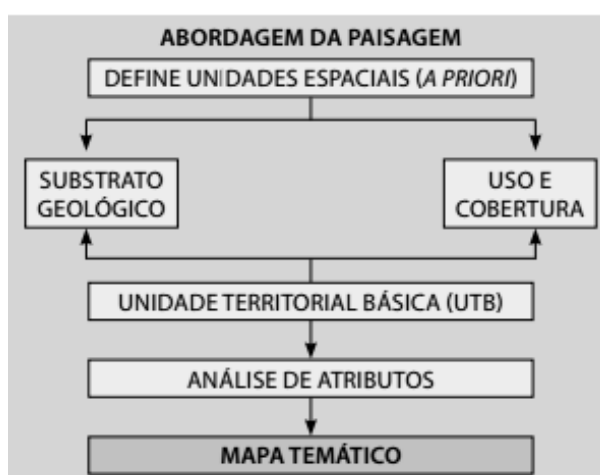 ABORDAGEM DA PAISAGEM
DEFINE UNIDADES ESPACIAIS (A PRIORI)
SUBSTRATO
GEOLÓGICO
USO E
COBERTURA
UNIDADE TERRITORIAL BÁSICA (UTB)
ANÁLISE DE ATRIBUTOS
MAPA TEMÁTICO